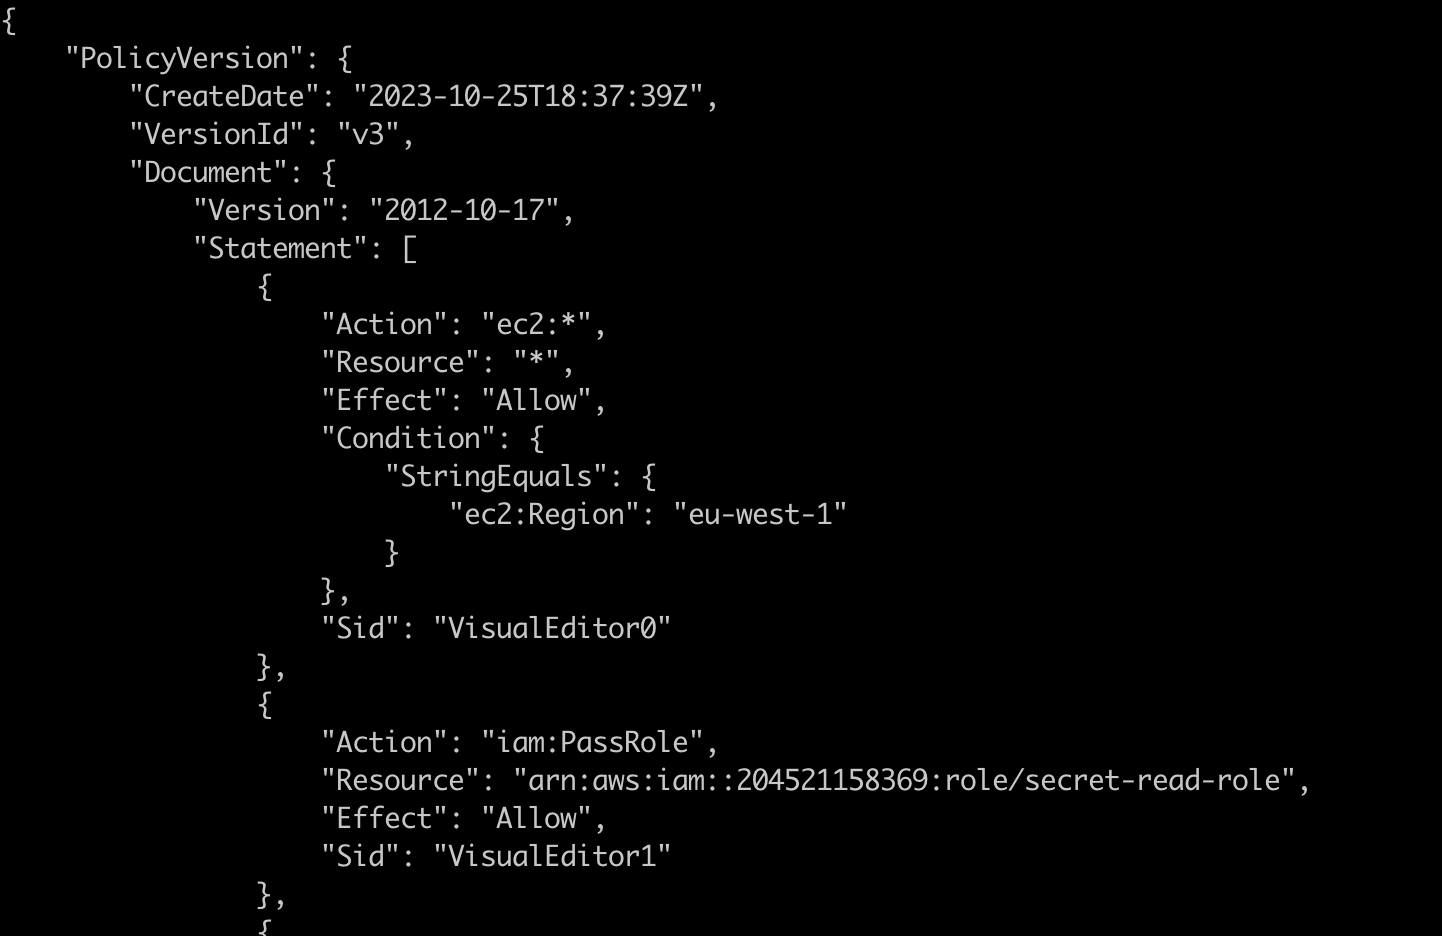 {
    "PolicyVersion": {
        "CreateDate": "2023-10-25T18:37:39Z",
        "VersionId": "v3",
        "Document": {
            "Version": "2012-10-17",
            "Statement": [
                {
                    "Action": "ec2:*",
                    "Resource": "*",
                    "Effect": "Allow",
                    "Condition": {
                        "StringEquals": {
                            "ec2:Region": "eu-west-1"
                        }
                    },
                    "Sid": "VisualEditor0"
                },
                {
                    "Action": "iam:PassRole",
                    "Resource": "arn:aws:iam::204521158369:role/secret-read-role",
                    "Effect": "Allow",
                    "Sid": "VisualEditor1"
                },
                {